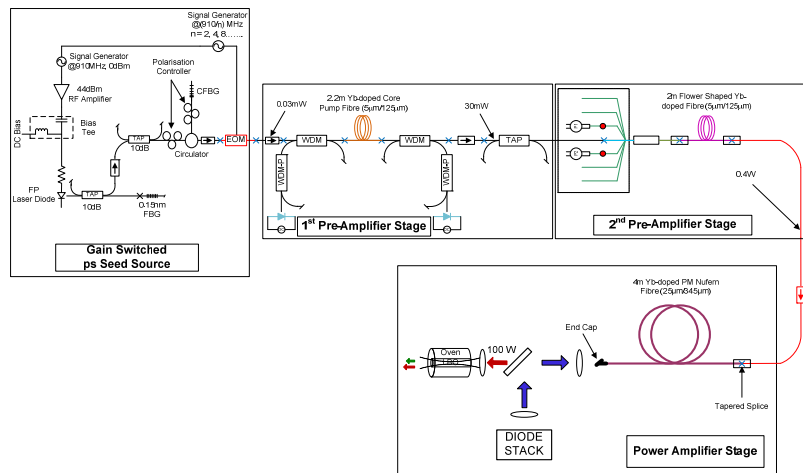 Signal Generator
@(910/n) MHz
n = 2, 4, 8.......
Signal Generator
@910MHz, 0dBm
Polarisation
Controller
CFBG
44dBm
RF Amplifier
DC Bias
Bias
Tee
TAP
10dB
Circulator
EOM
FP
Laser Diode
TAP
10dB
0.15nm
FBG
Gain Switched
ps Seed Source
0.03mW
2.2m Yb-doped Core
Pump Fibre (5µm/125µm)
30mW
WDM
WDM
TAP
WDM-P
WDM-P
1st Pre-Amplifier Stage
2m Flower Shaped Yb-
doped Fibre (5µm/125µm)
0.4W
2nd Pre-Amplifier Stage
4m Yb-doped PM Nufern
Fibre (25µm/345µm)
End Cap
100 W
Oven
LBO
Tapered Splice
DIODE
STACK
Power Amplifier Stage